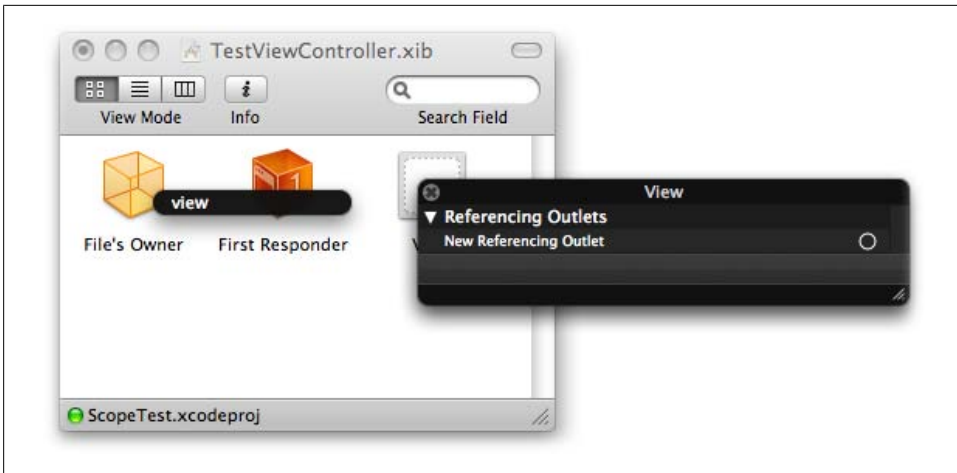 TestViewController.xib
View Mode
Info
Search Field
view
File's Owner
First Responder
View
Referencing Outlets
New Referencing Outlet
ScopeTest.xcodeproj